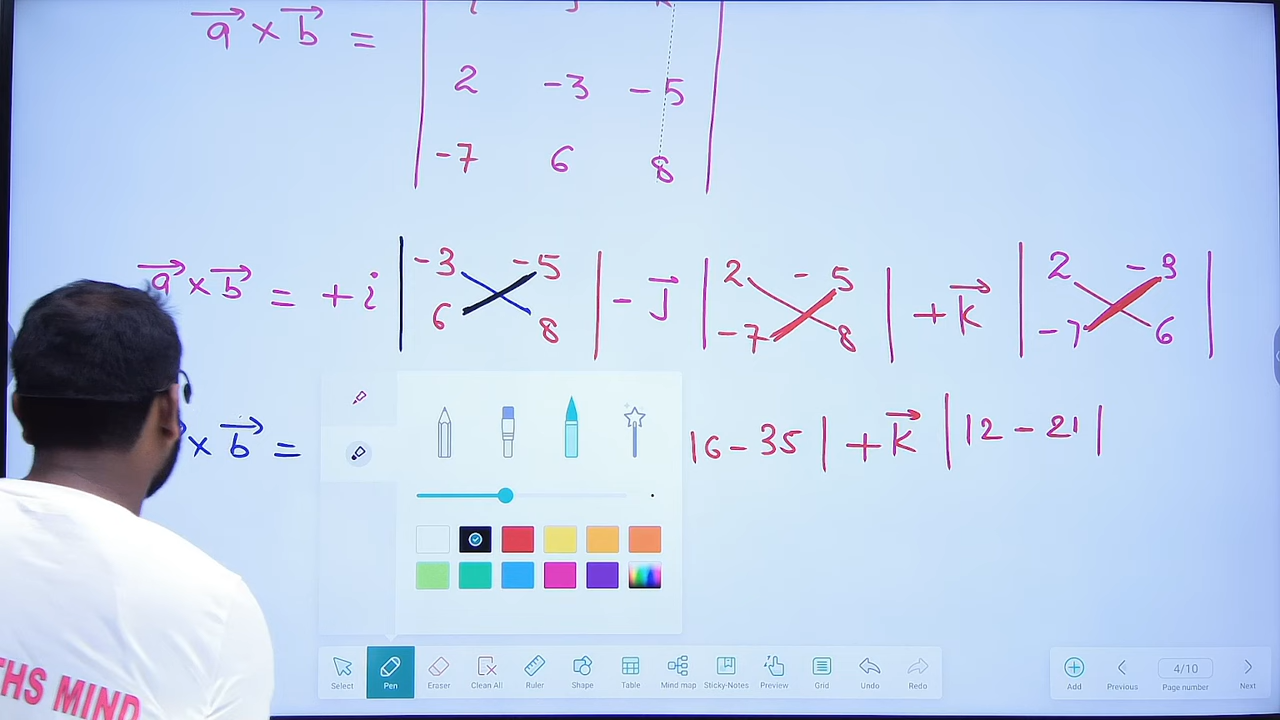 a × b =
2 -3 -5
-7 6 8
a × b = +i | -3 -5 | - J | 2 -5 | + K | 2 -3 |
6 8 -7 8 -7 6
× b = 16 - 35 | + K | 12 - 21 |
Select Pen Eraser Clean All Ruler Shape Table Mind map Sticky-Notes Preview Grid Undo Redo Add Previous 4/10 Page number Next
THS MIND